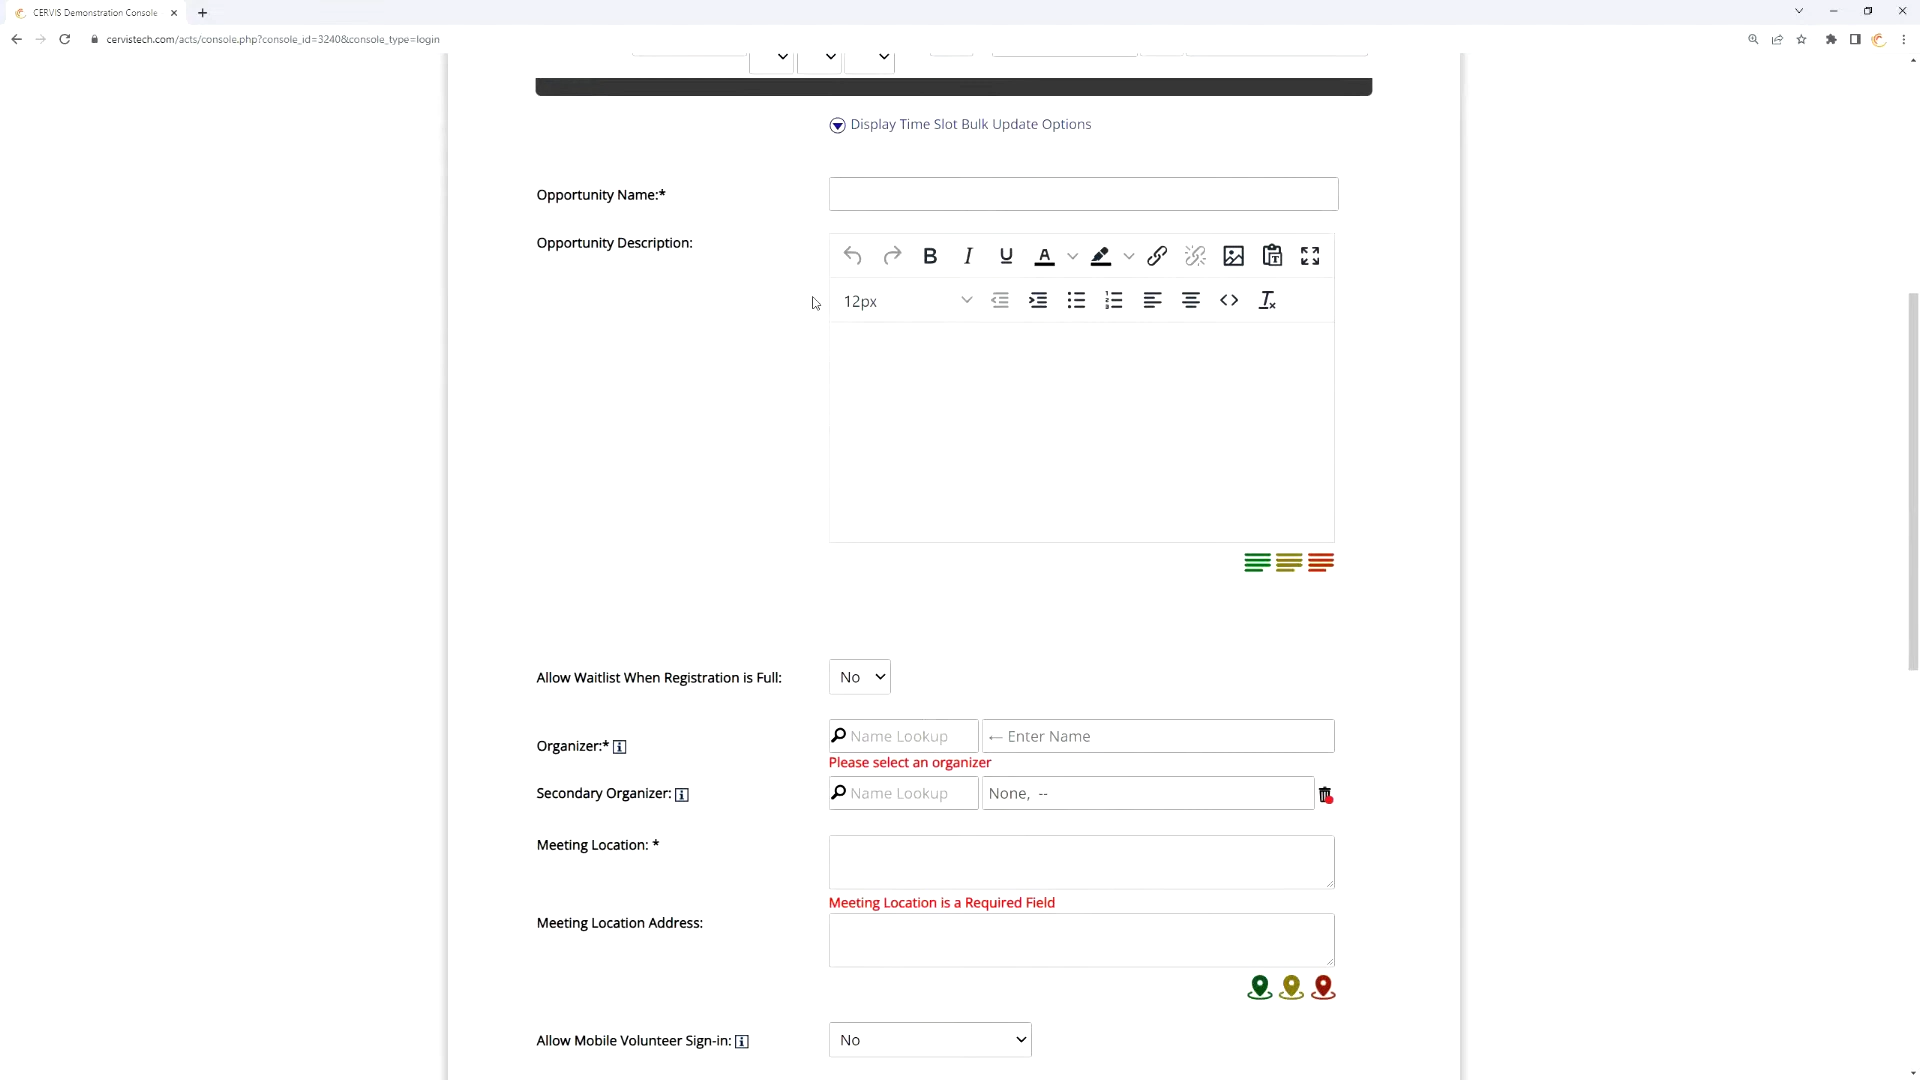 CERVIS Demonstration Console
cervistech.com/acts/console.php?console_id=3240&console_type=login
Display Time Slot Bulk Update Options
Opportunity Name:*
Opportunity Description:
12px
Allow Waitlist When Registration is Full:
No
Organizer:*
Name Lookup
← Enter Name
Please select an organizer
Secondary Organizer:
Name Lookup
None, --
Meeting Location: *
Meeting Location is a Required Field
Meeting Location Address:
Allow Mobile Volunteer Sign-in:
No